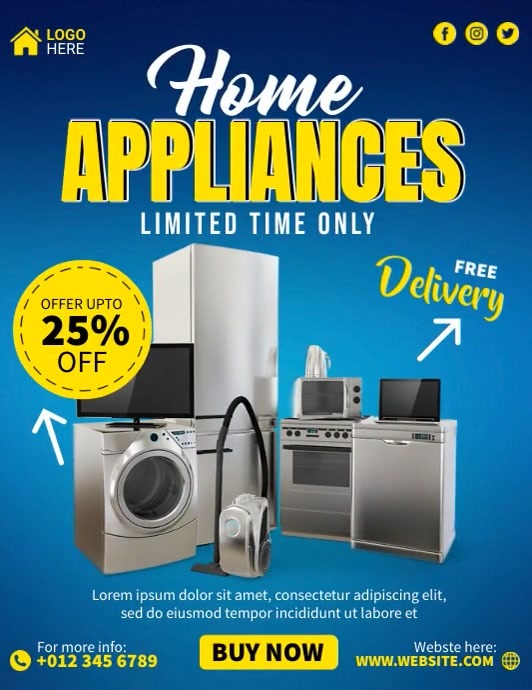 LOGO
HERE
Home
APPLIANCES
LIMITED TIME ONLY
OFFER UPTO
25%
OFF
FREE
Delivery
Lorem ipsum dolor sit amet, consectetur adipiscing elit,
sed do eiusmod tempor incididunt ut labore et
For more info:
+012 345 6789
BUY NOW
Webste here:
WWW.WEBSITE.COM